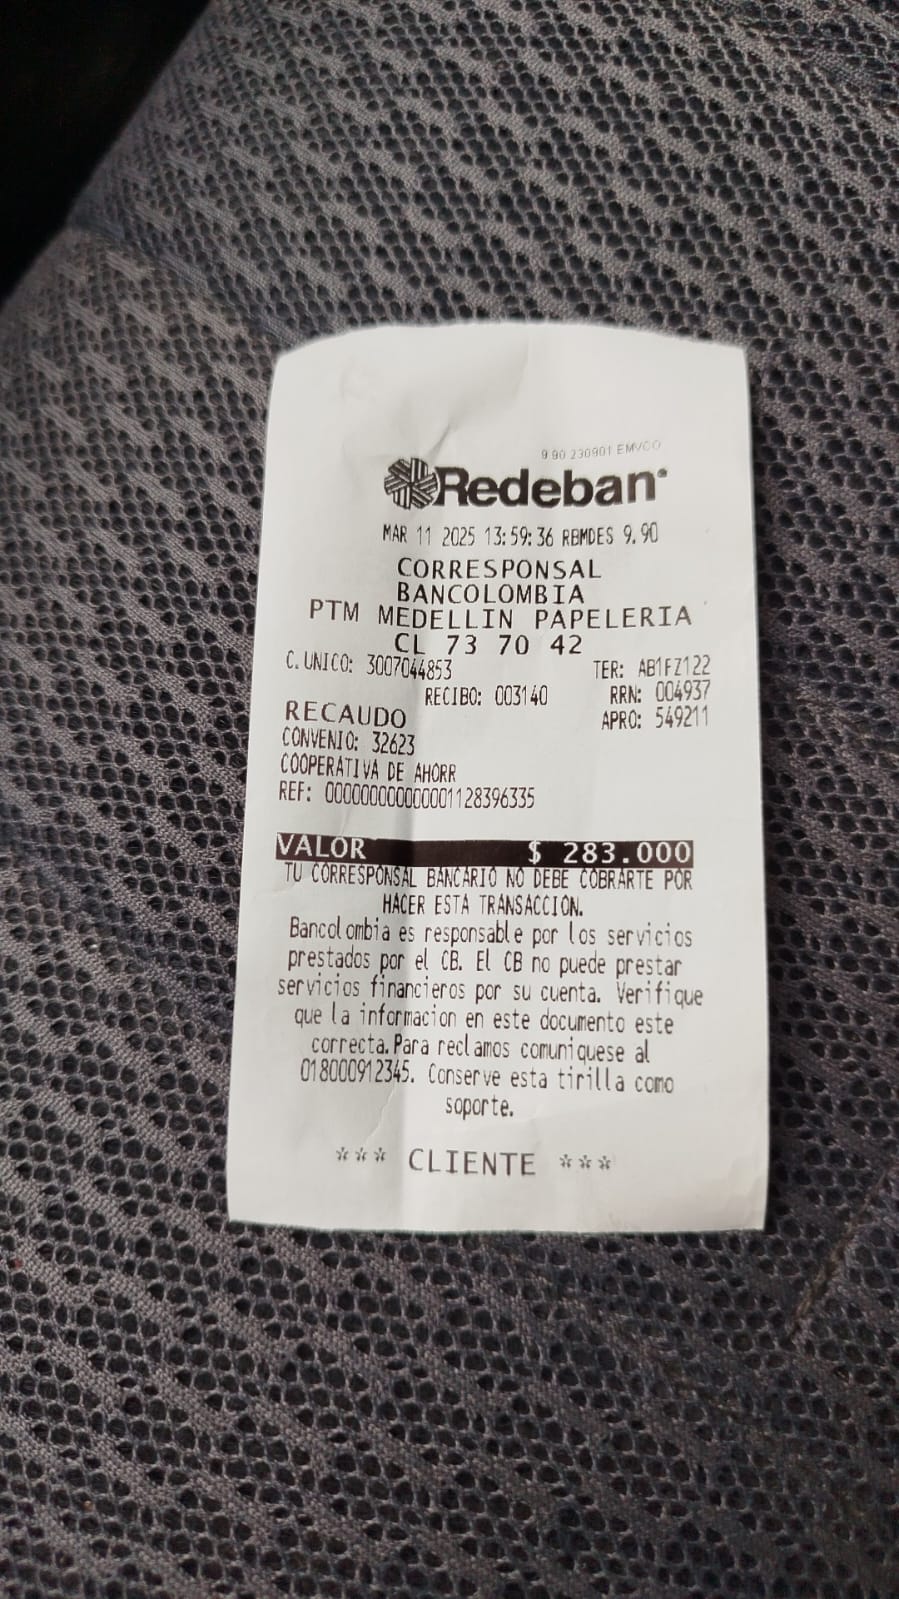 9.90 230901 EMVCO
Redeban
MAR 11 2025 13:59:36 RBMDES 9.90
CORRESPONSAL
BANCOLOMBIA
PTM MEDELLIN PAPELERIA
CL 73 70 42
C. UNICO: 3007044853 TER: AB1FZ122
RECIBO: 003140 RRN: 004937
RECAUDO APRO: 549211
CONVENIO: 32623
COOPERATIVA DE AHORR
REF: 00000000000001128396335
VALOR $ 283.000
TU CORRESPONSAL BANCARIO NO DEBE COBRARTE POR
HACER ESTA TRANSACCION.
Bancolombia es responsable por los servicios
prestados por el CB. El CB no puede prestar
servicios financieros por su cuenta. Verifique
que la informacion en este documento este
correcta. Para reclamos comuniquese al
018000912345. Conserve esta tirilla como
soporte.
*** CLIENTE ***